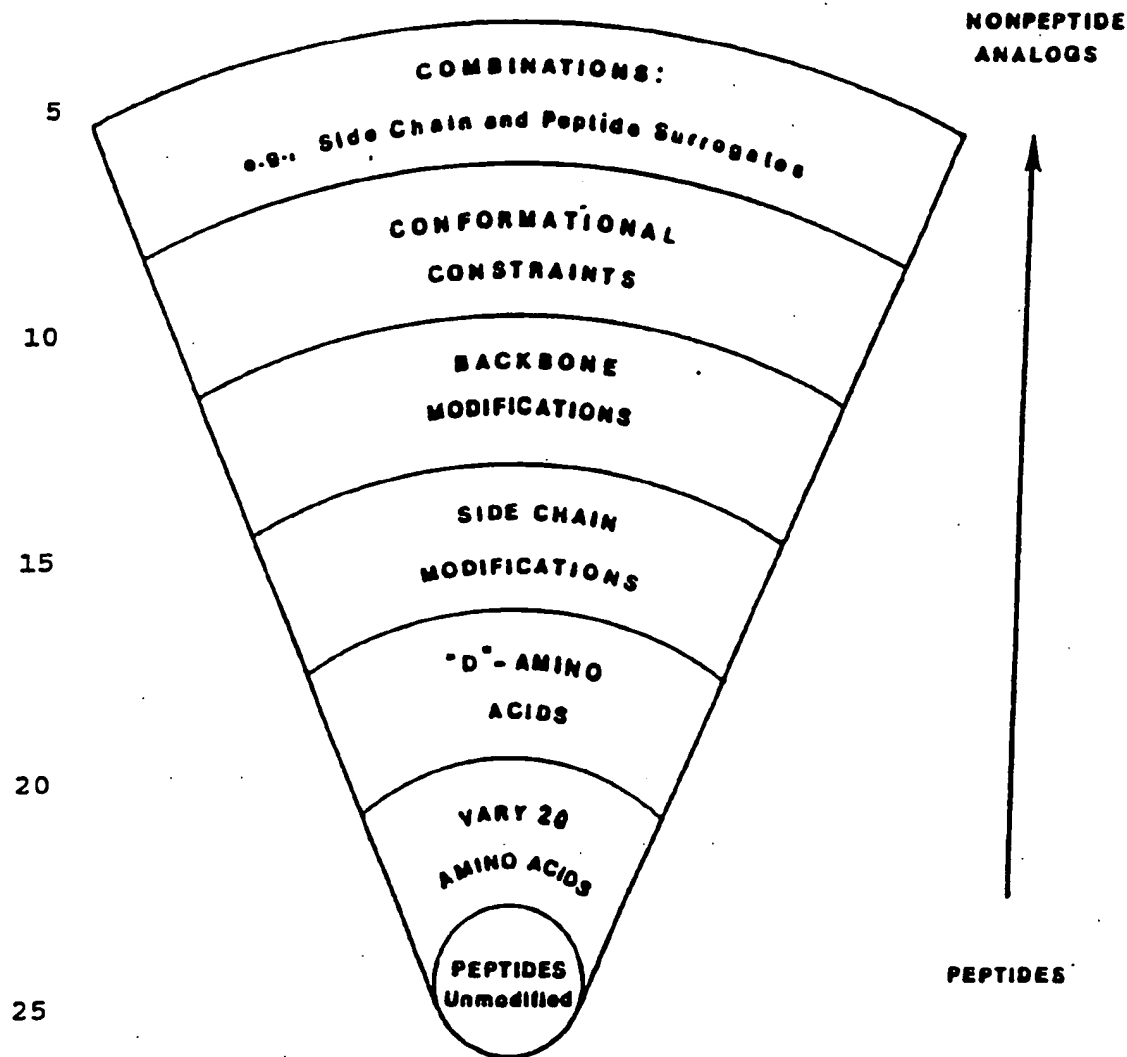 NONPEPTIDE
ANALOGS
COMBINATIONS:
5
e.g., Side Chain and Peptide Surrogates
CONFORMATIONAL
CONSTRAINTS
10
BACKBONE
MODIFICATIONS
SIDE CHAIN
15
MODIFICATIONS
"D"- AMINO
ACIDS
20
VARY 20
AMINO ACIDS
PEPTIDES
Unmodified
PEPTIDES
25